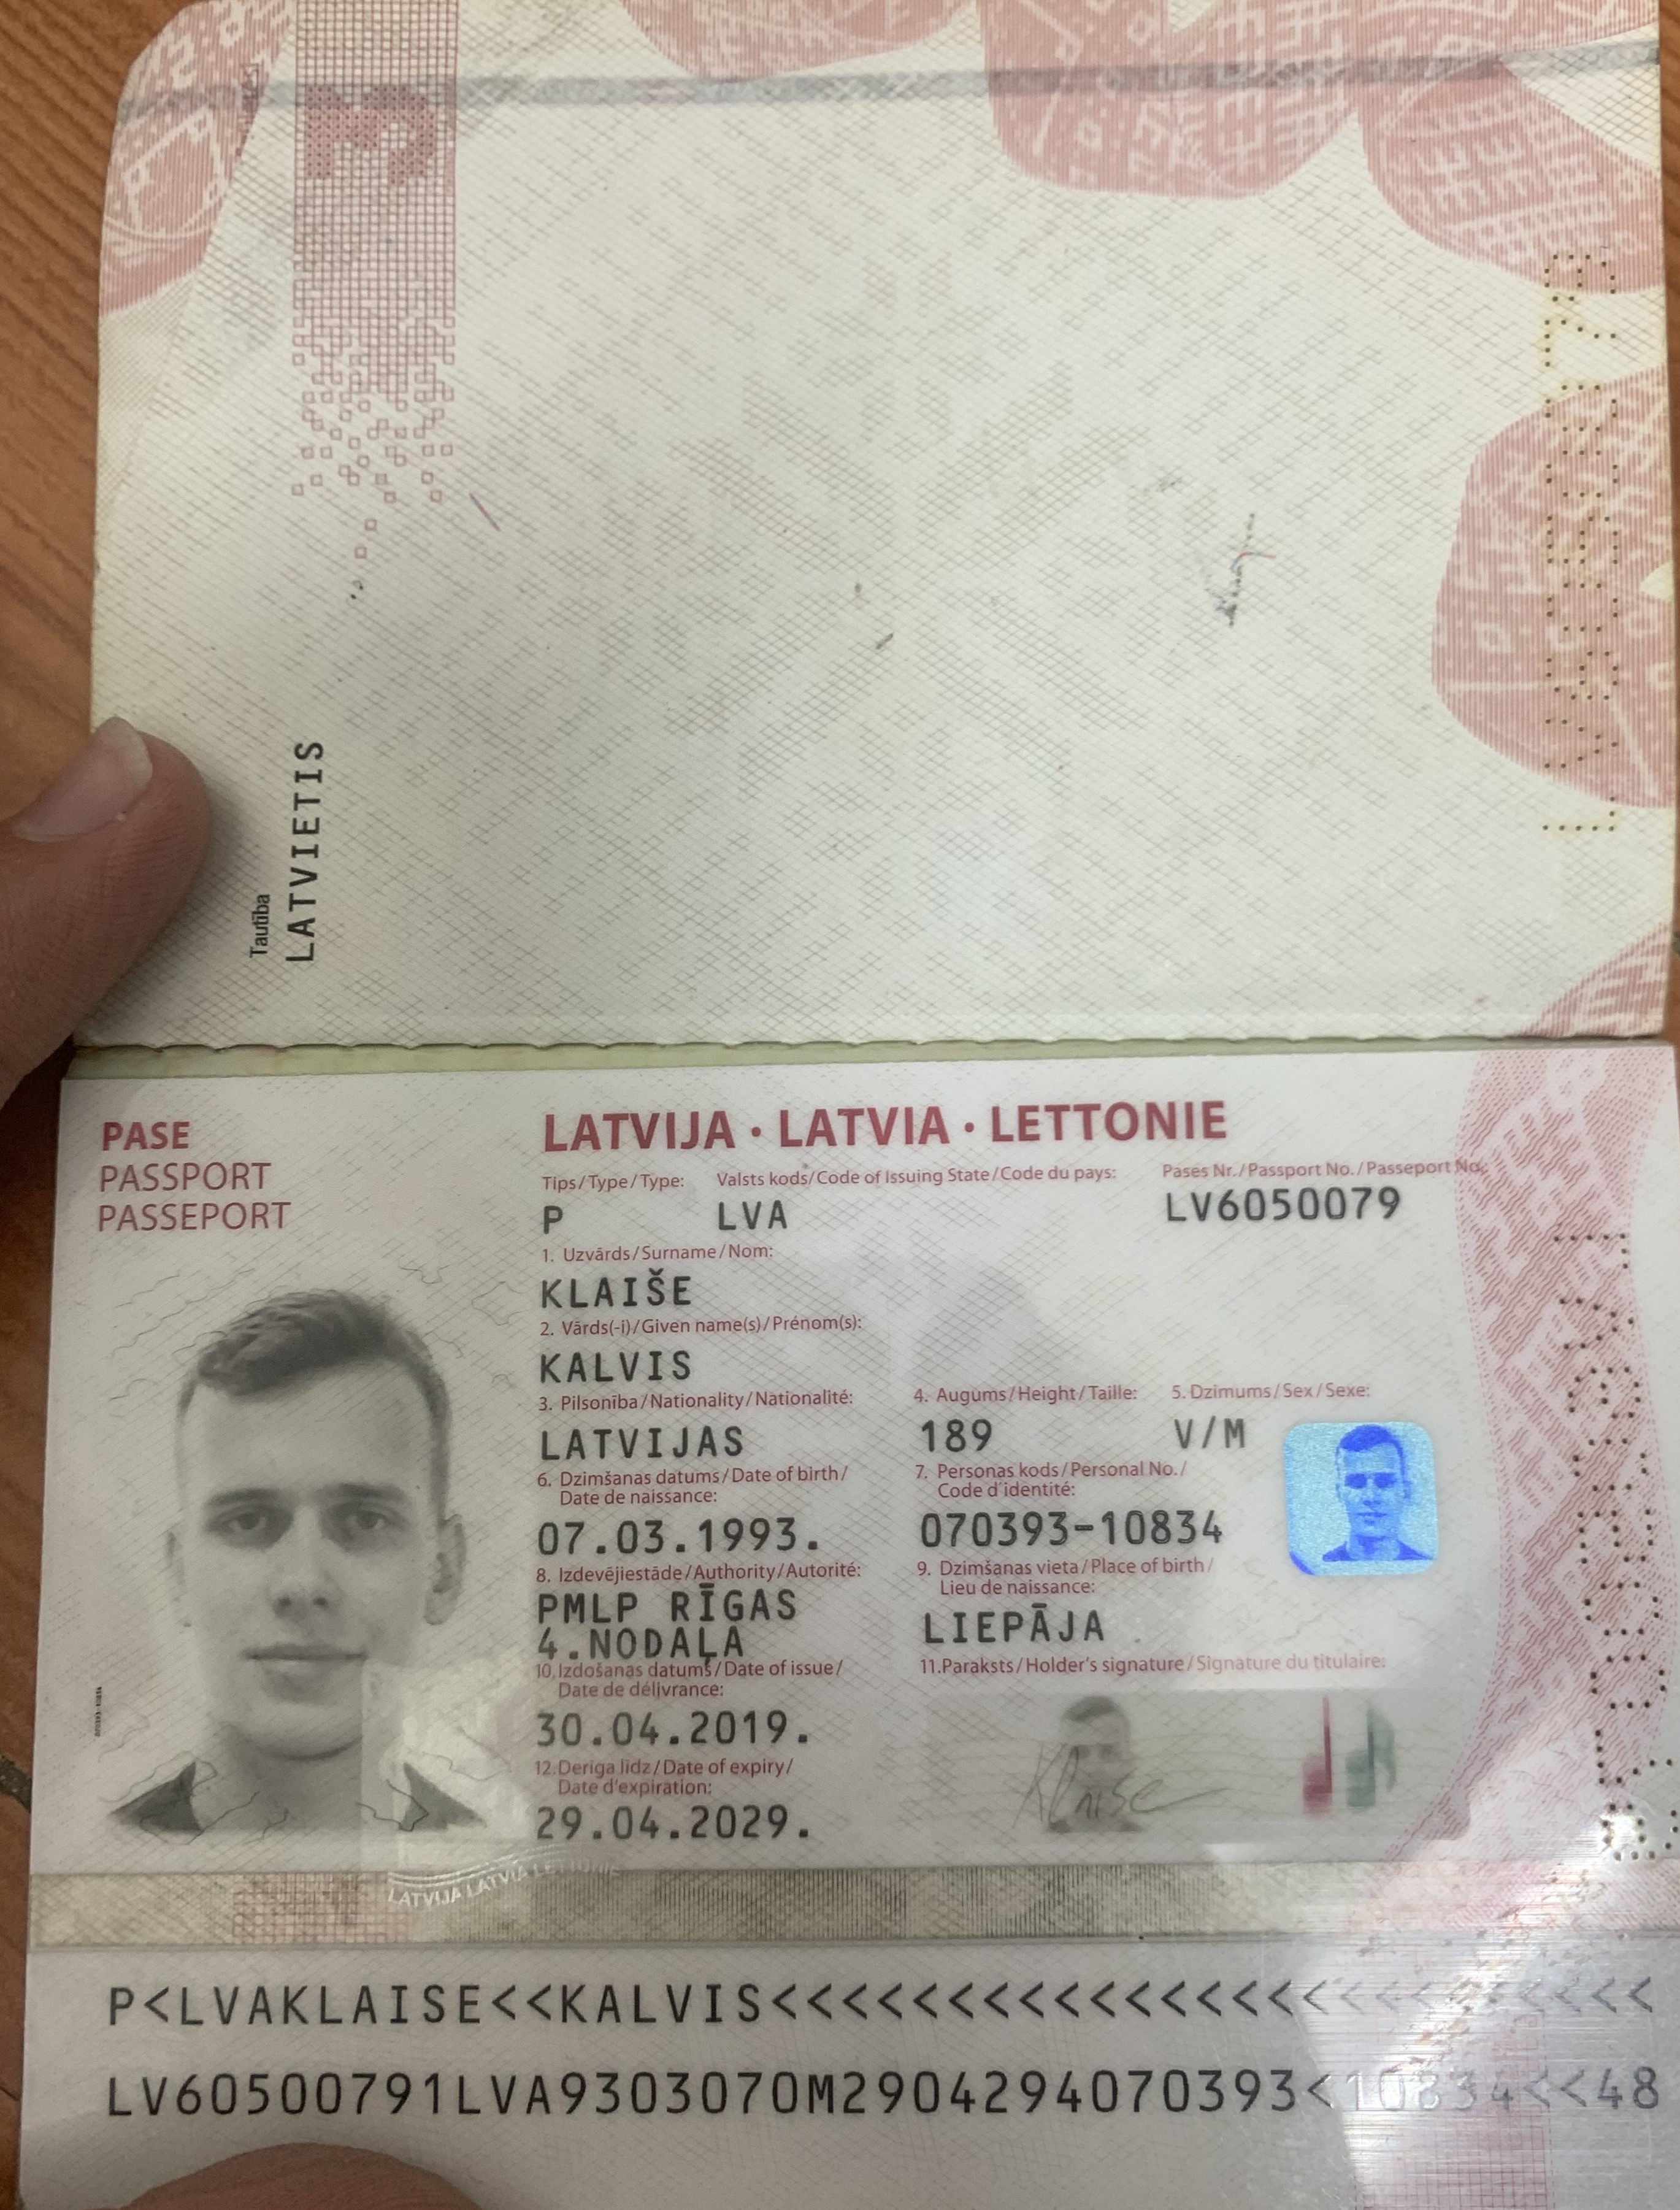 Tautība
LATVIETIS
PASE
PASSPORT
PASSEPORT
LATVIJA · LATVIA · LETTONIE
Tips/Type/Type: Valsts kods/Code of Issuing State/Code du pays: Pases Nr./Passport No./Passeport No.
P LVA LV6050079
1. Uzvārds/Surname/Nom:
KLAIŠE
2. Vārds(-i)/Given name(s)/Prénom(s):
KALVIS
3. Pilsonība/Nationality/Nationalité: 4. Augums/Height/Taille: 5. Dzimums/Sex/Sexe:
LATVIJAS 189 V/M
6. Dzimšanas datums/Date of birth/
Date de naissance:
7. Personas kods/Personal No./
Code d'identité:
07.03.1993. 070393-10834
8. Izdevējiestāde/Authority/Autorité:
9. Dzimšanas vieta/Place of birth/
Lieu de naissance:
PMLP RĪGAS
4.NODAĻA
LIEPĀJA
10.Izdošanas datums/Date of issue/
Date de délivrance:
11.Paraksts/Holder's signature/Signature du titulaire:
30.04.2019.
Klaiše
12.Derīga līdz/Date of expiry/
Date d'expiration:
29.04.2029.
LATVIJA LATVIA LETTONIE
P<LVAKLAISE<<KALVIS<<<<<<<<<<<<<<<<<<<<<<<<<
LV60500791LVA9303070M2904294070393<10834<<48